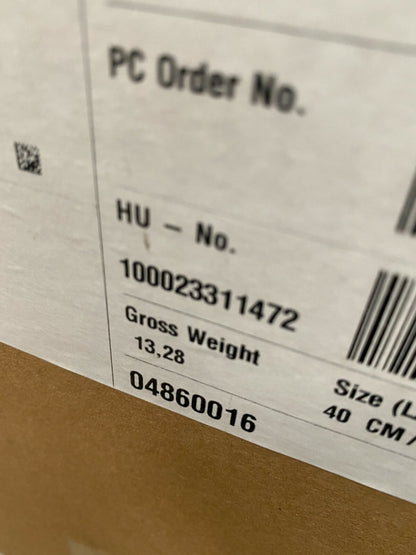 PC Order No.
HU - No.
100023311472
Gross Weight
13,28
Size (L
40 CM/
04860016